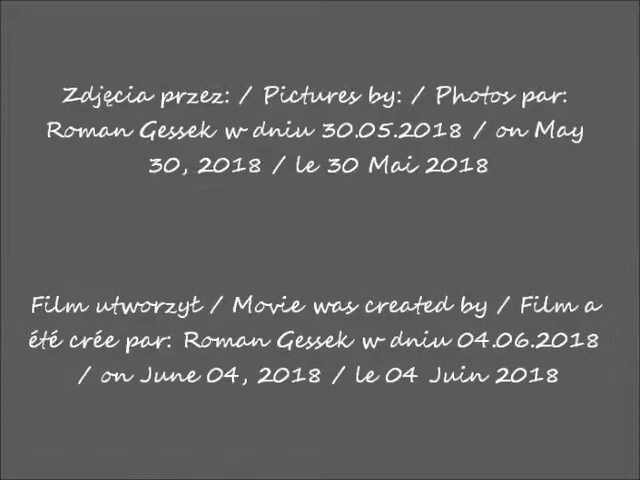 Zdjęcia przez: / Pictures by: / Photos par:
Roman Gessek w dniu 30.05.2018 / on May
30, 2018 / le 30 Mai 2018
Film utworzył / Movie was created by / Film a
été crée par: Roman Gessek w dniu 04.06.2018
/ on June 04, 2018 / le 04 Juin 2018